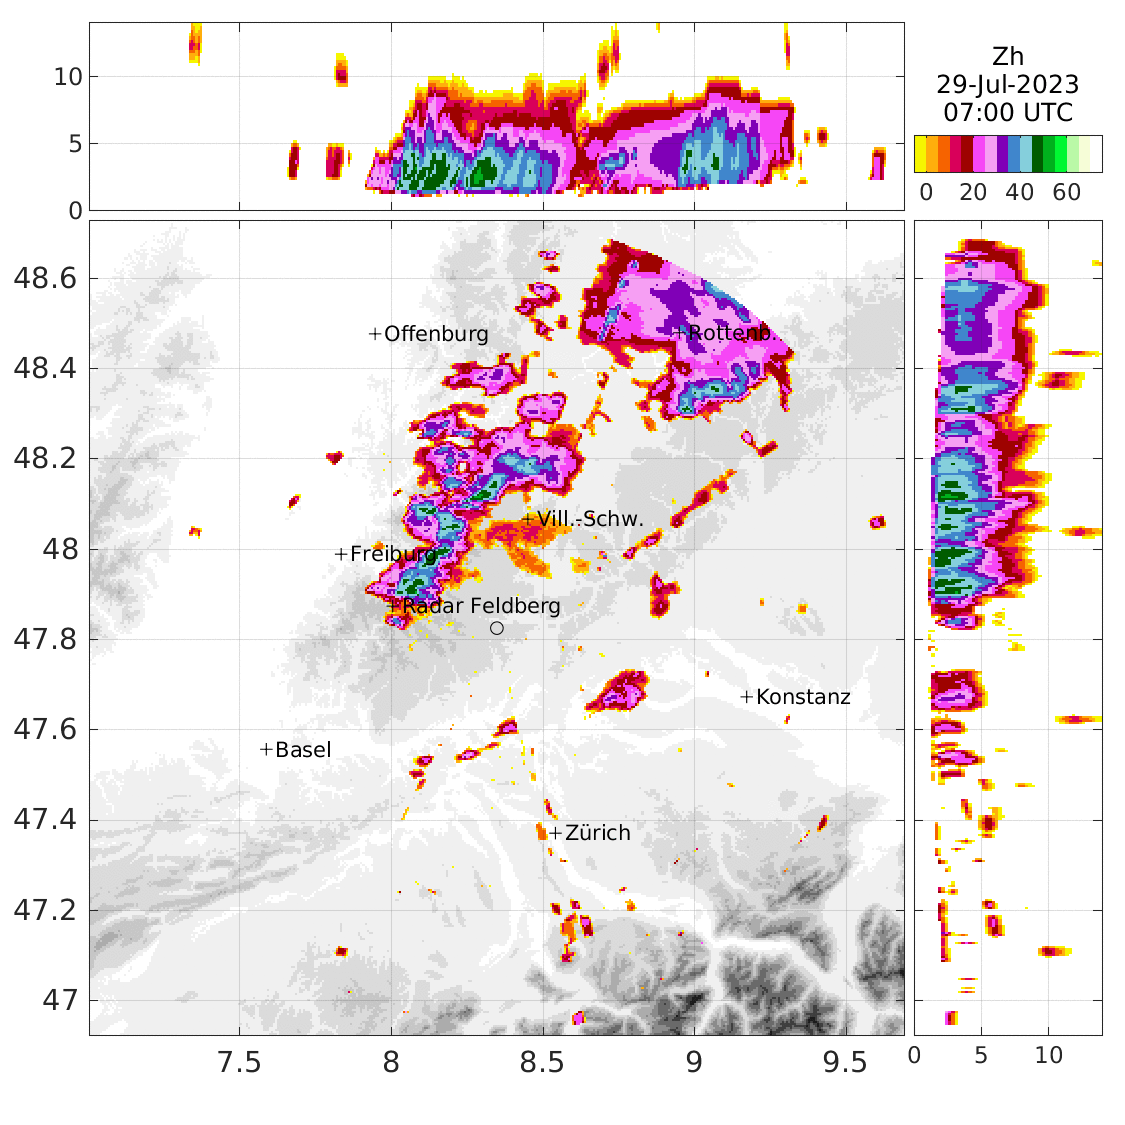 10
5
0
Zh
29-Jul-2023
07:00 UTC
0 20 40 60
48.6
48.4
48.2
48
47.8
47.6
47.4
47.2
47
+Offenburg
+Rottenb.
+Vill.-Schw.
+Freiburg
+Radar Feldberg
+Konstanz
+Basel
+Zürich
7.5 8 8.5 9 9.5
0 5 10